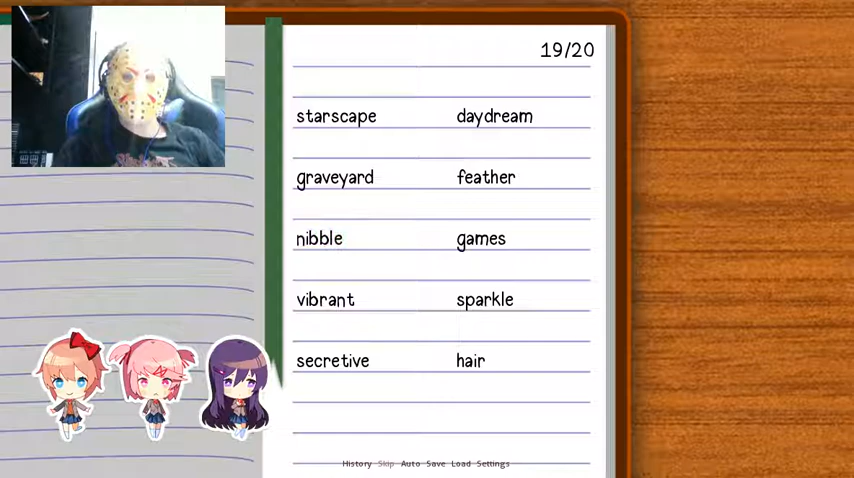 19/20
starscape daydream
graveyard feather
nibble games
vibrant sparkle
secretive hair
History Skip Auto Save Load Settings